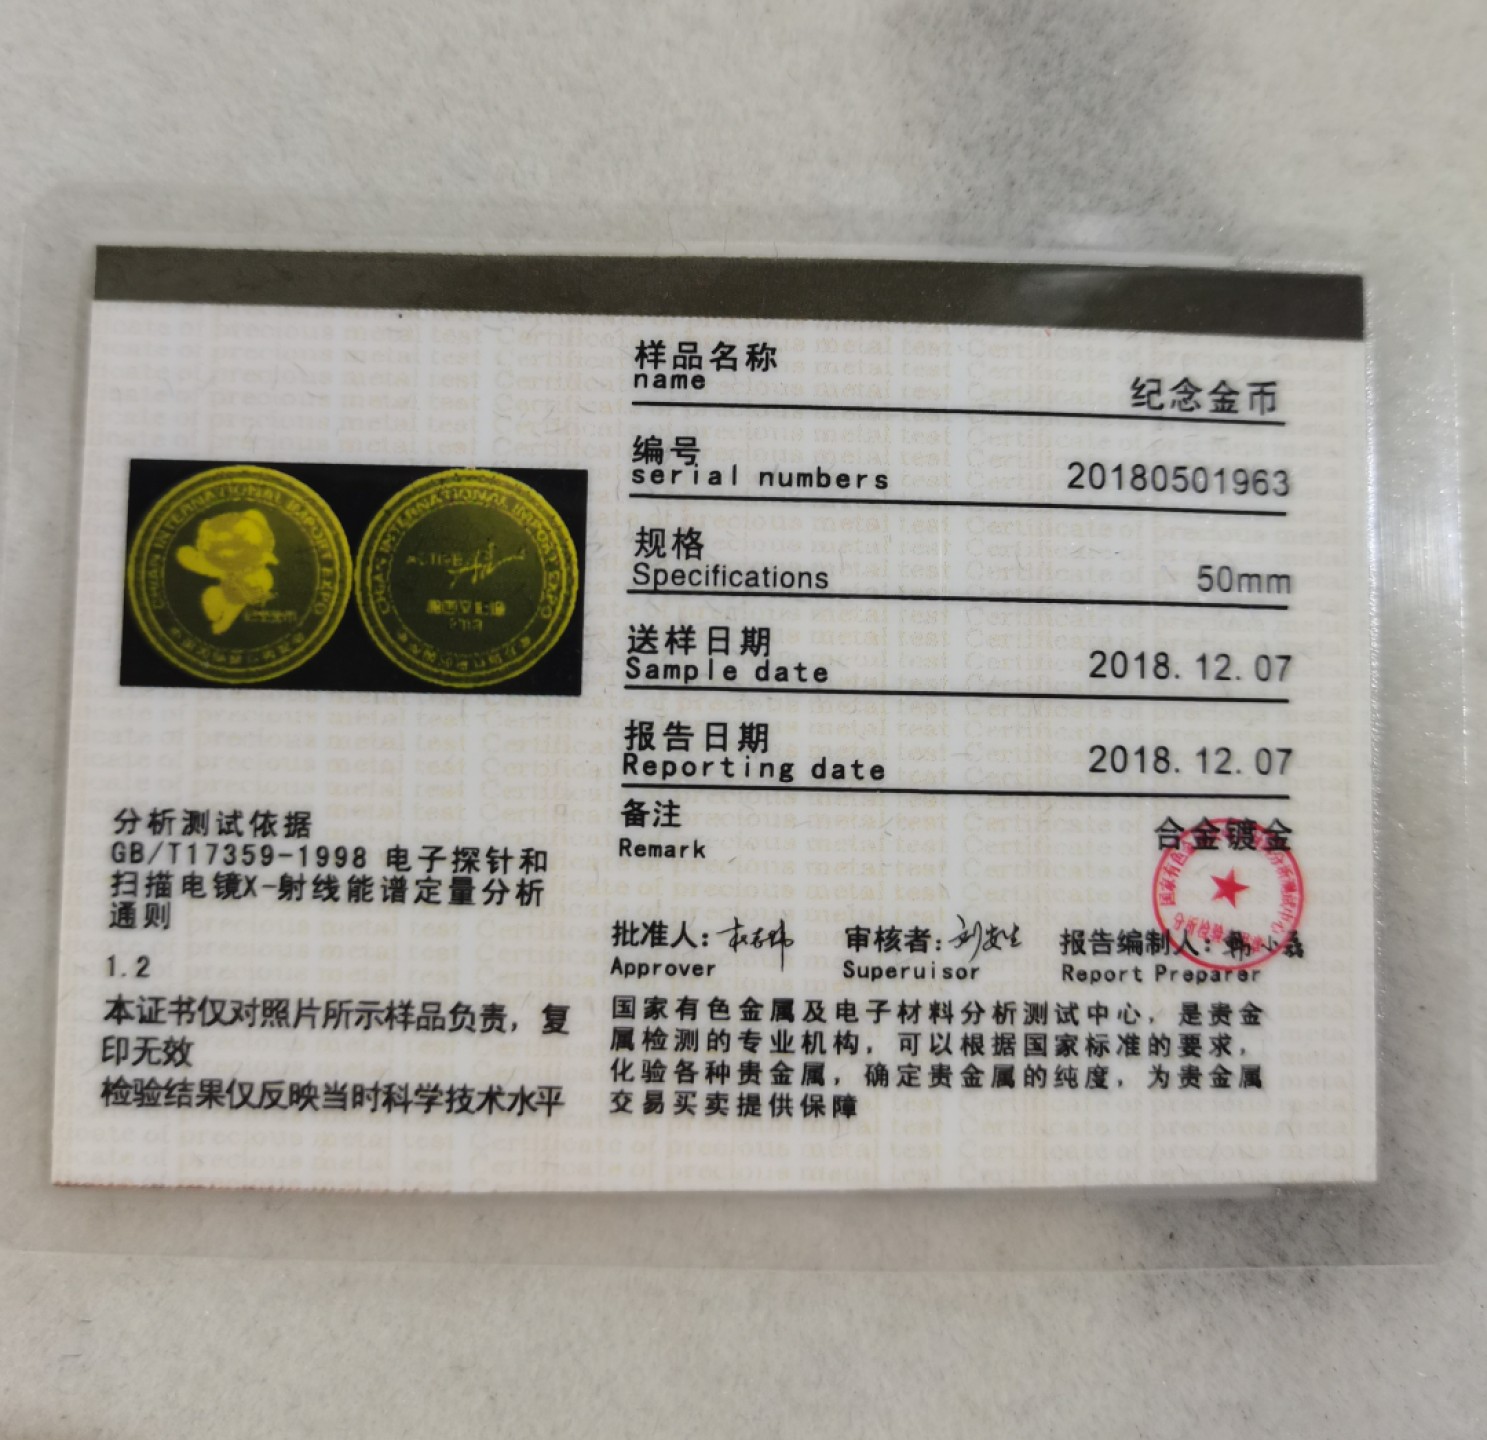 样品名称
name
纪念金币
编号
serial numbers
20180501963
规格
Specifications
50mm
送样日期
Sample date
2018. 12. 07
报告日期
Reporting date
2018. 12. 07
备注
Remark
合金镀金
INTERNATIONAL IMPORT EXPO
INTERNATIONAL IMPORT EXPO
分析测试依据
GB/T17359-1998 电子探针和
扫描电镜X-射线能谱定量分析
通则
1.2
本证书仅对照片所示样品负责，复
印无效
检验结果仅反映当时科学技术水平
批准人：
Approver
审核者：
Superuisor
报告编制人：
Report Preparer
国家有色金属及电子材料分析测试中心，是贵金
属检测的专业机构，可以根据国家标准的要求，
化验各种贵金属，确定贵金属的纯度，为贵金属
交易买卖提供保障